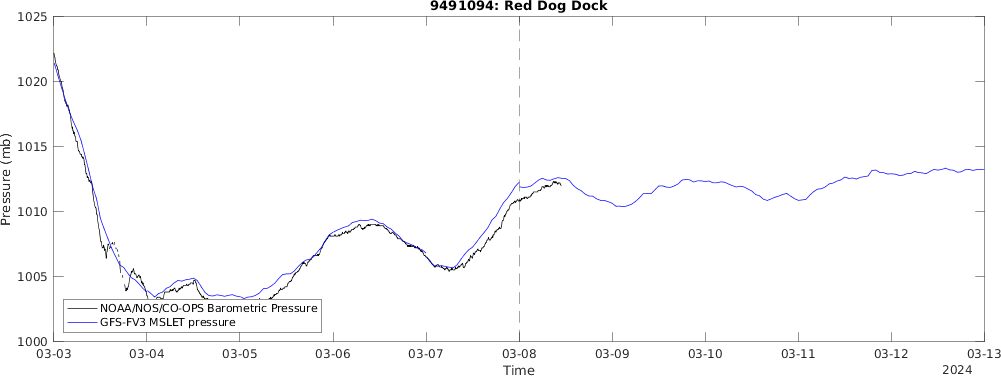 9491094: Red Dog Dock
1025
1020
1015
1010
1005
1000
Pressure (mb)
NOAA/NOS/CO-OPS Barometric Pressure
GFS-FV3 MSLET pressure
03-03 03-04 03-05 03-06 03-07 03-08 03-09 03-10 03-11 03-12 03-13
Time
2024